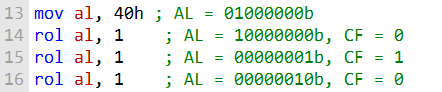 13 mov al, 40h ; AL = 01000000b
14 rol al, 1 ; AL = 10000000b, CF = 0
15 rol al, 1 ; AL = 00000001b, CF = 1
16 rol al, 1 ; AL = 00000010b, CF = 0